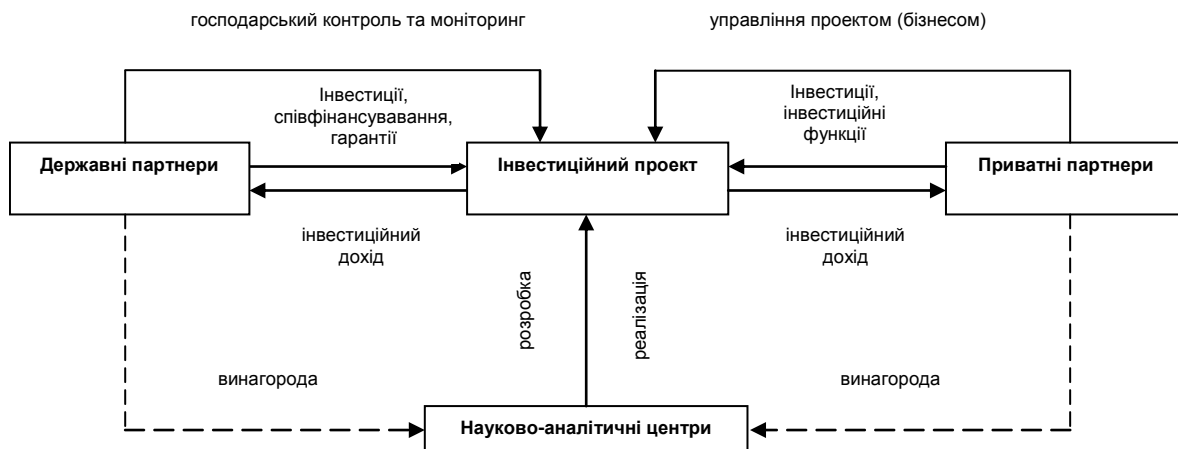 господарський контроль та моніторинг
управління проектом (бізнесом)
Інвестиції,
співфінансувавання,
гарантії
Інвестиції,
інвестиційні
функції
Державні партнери
Інвестиційний проект
Приватні партнери
інвестиційний
дохід
інвестиційний
дохід
розробка
реалізація
винагорода
винагорода
Науково-аналітичні центри